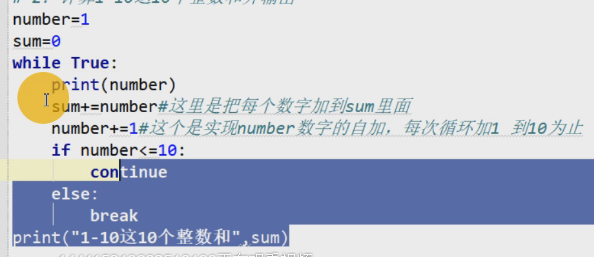 # 2. 计算1-10这10个整数和并输出
number=1
sum=0
while True:
    print(number)
    sum+=number#这里是把每个数字加到sum里面
    number+=1#这个是实现number数字的自加，每次循环加1 到10为止
    if number<=10:
        continue
    else:
        break
print("1-10这10个整数和",sum)